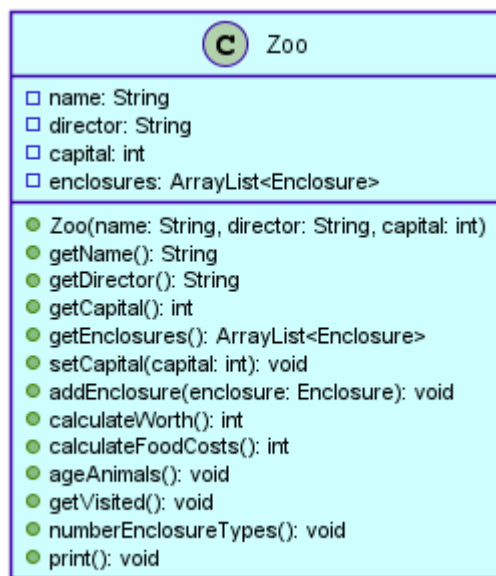 C Zoo
name: String
director: String
capital: int
enclosures: ArrayList<Enclosure>
Zoo(name: String, director: String, capital: int)
getName(): String
getDirector(): String
getCapital(): int
getEnclosures(): ArrayList<Enclosure>
setCapital(capital: int): void
addEnclosure(enclosure: Enclosure): void
calculateWorth(): int
calculateFoodCosts(): int
ageAnimals(): void
getVisited(): void
numberEnclosureTypes(): void
print(): void